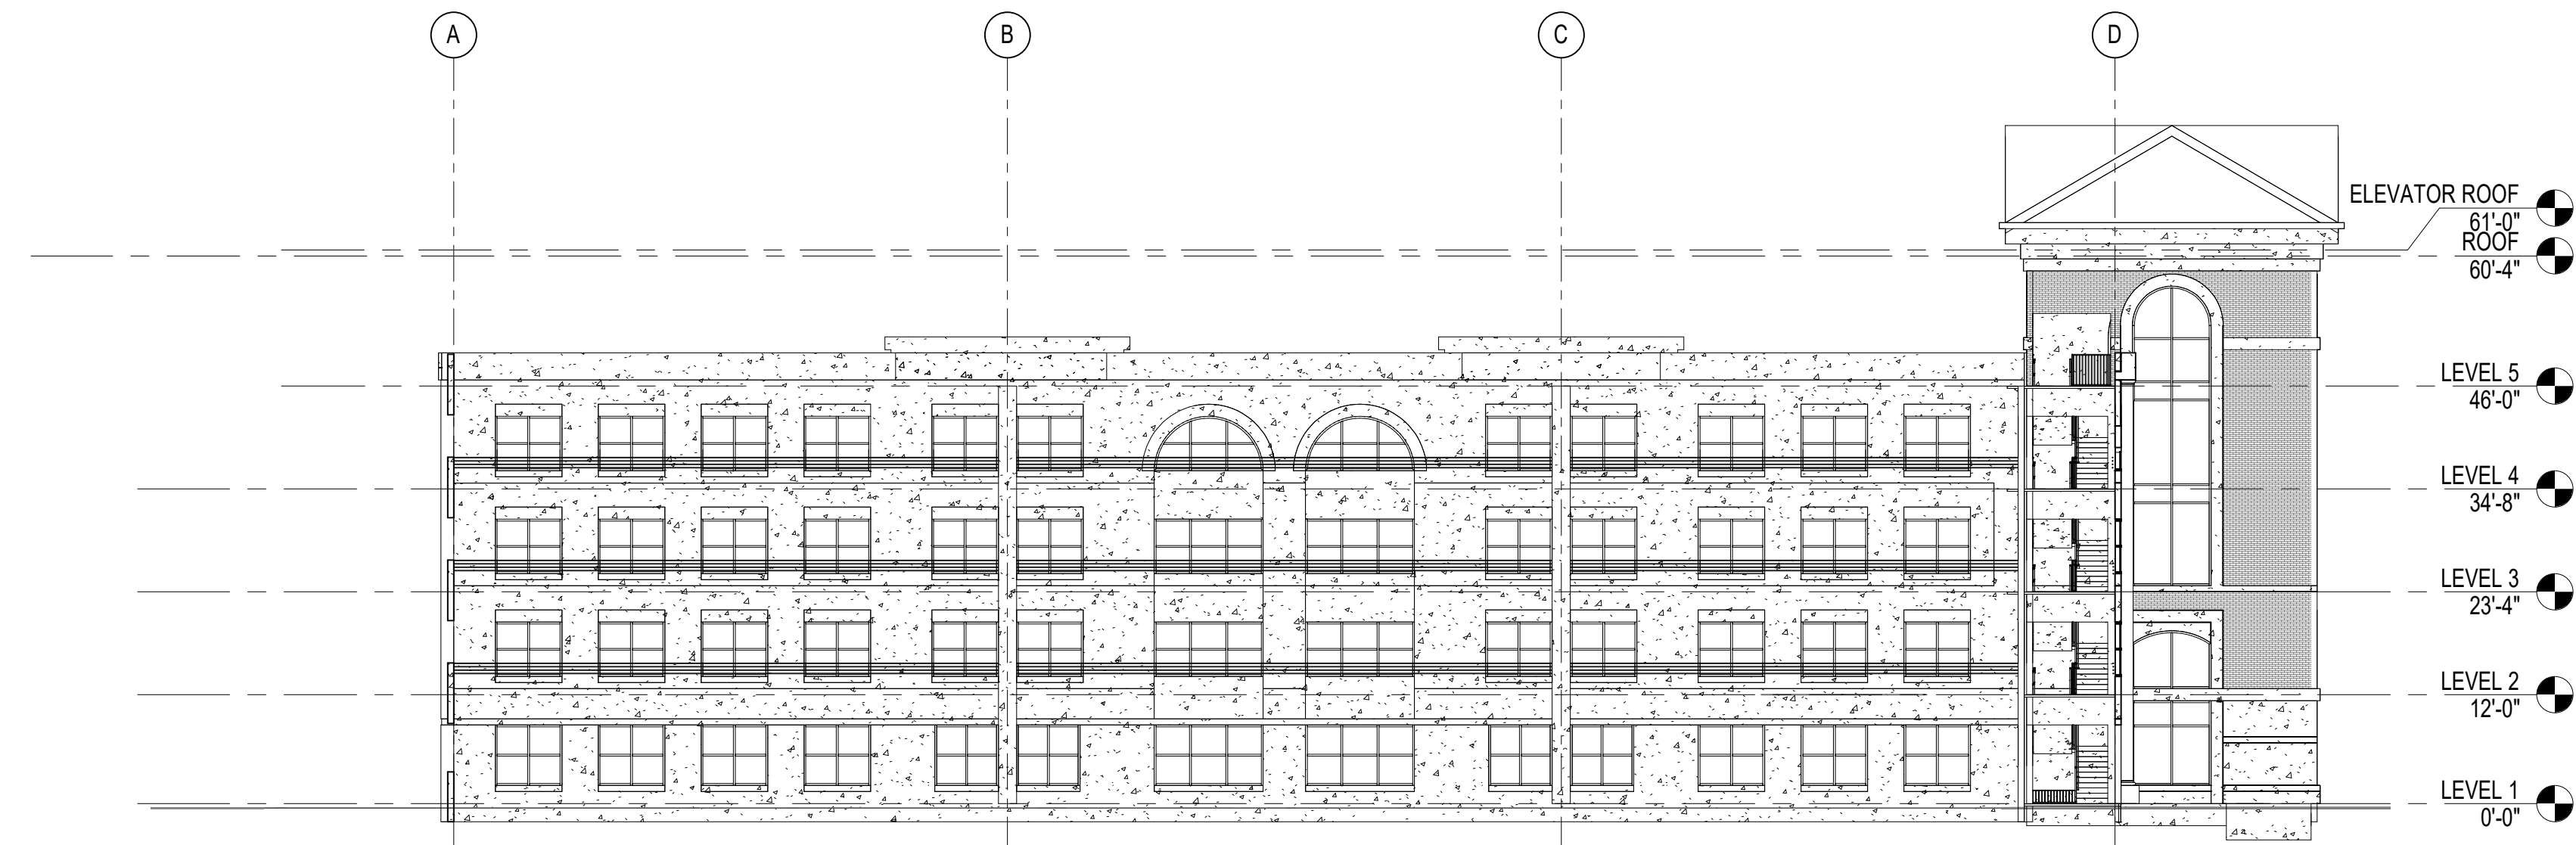 A
B
C
D
ELEVATOR ROOF
61'-0"
ROOF
60'-4"
LEVEL 5
46'-0"
LEVEL 4
34'-8"
LEVEL 3
23'-4"
LEVEL 2
12'-0"
LEVEL 1
0'-0"